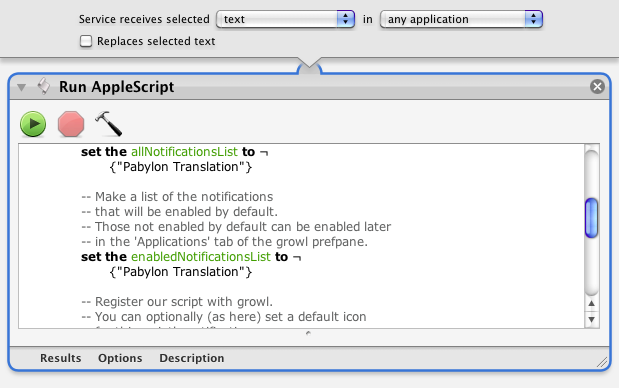 Service receives selected text in any application
Replaces selected text
Run AppleScript
set the allNotificationsList to ¬
{"Pabylon Translation"}
-- Make a list of the notifications
-- that will be enabled by default.
-- Those not enabled by default can be enabled later
-- in the 'Applications' tab of the growl prefpane.
set the enabledNotificationsList to ¬
{"Pabylon Translation"}
-- Register our script with growl.
-- You can optionally (as here) set a default icon
Results Options Description